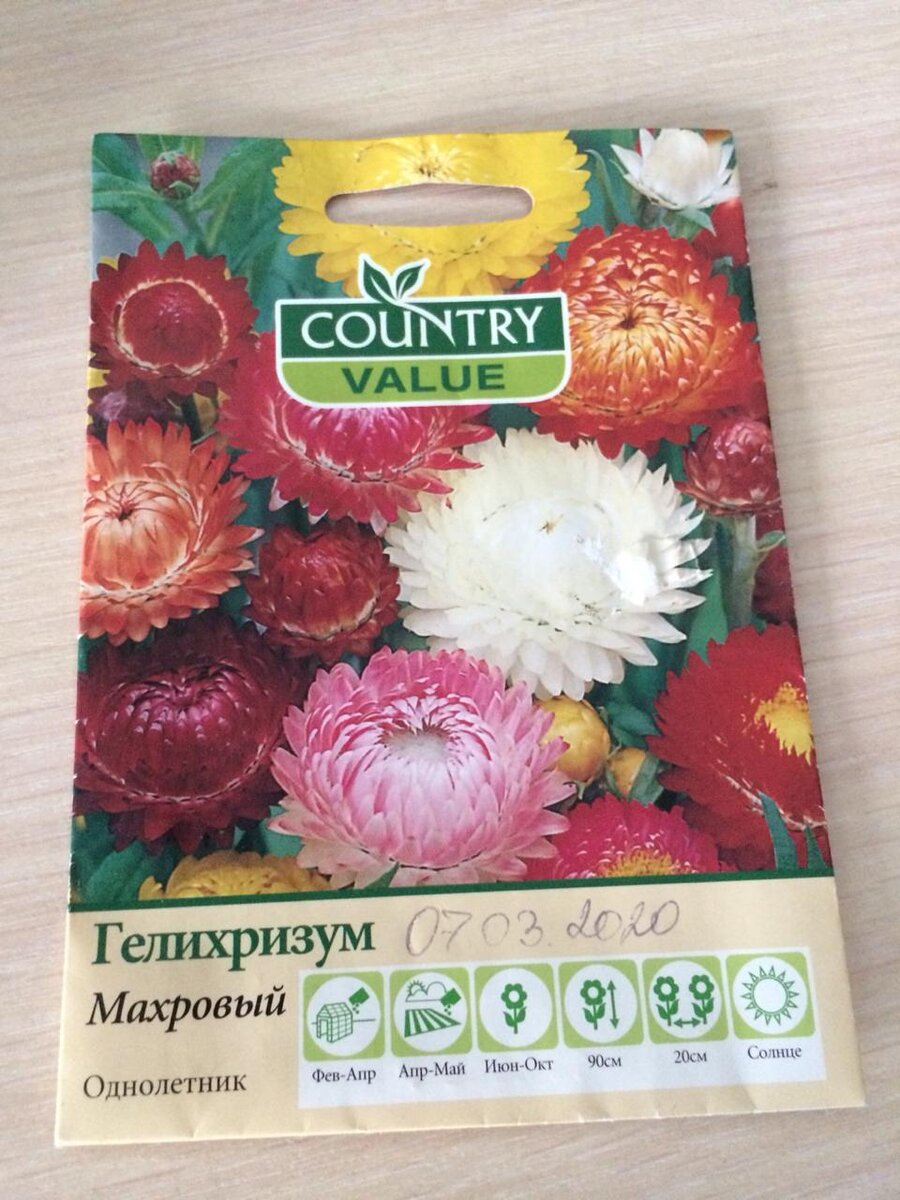 COUNTRY
VALUE
Гелихризум 07 03. 2020
Махровый
Однолетник
Фев-Апр Апр-Май Июн-Окт 90см 20см Солнце